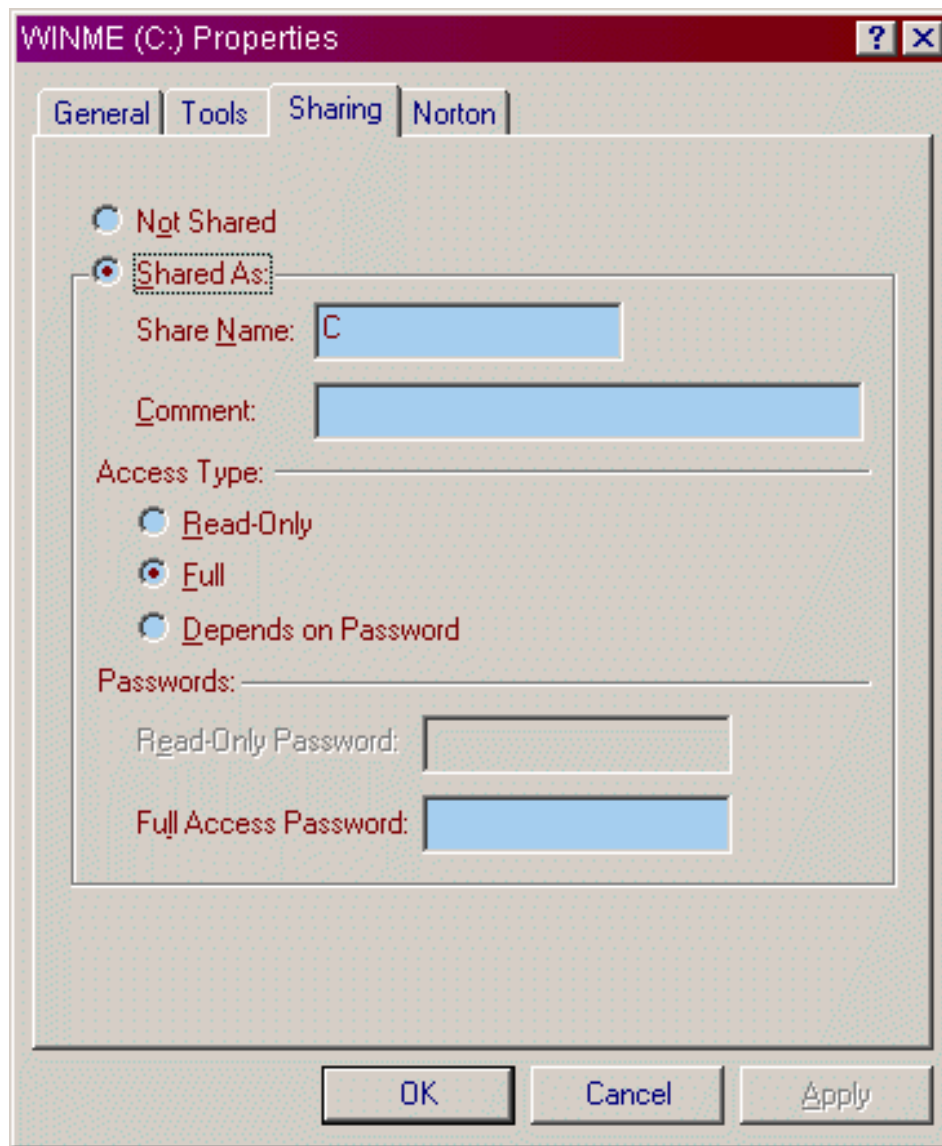 WINME (C:) Properties
General Tools Sharing Norton
Not Shared
Shared As:
Share Name: C
Comment:
Access Type:
Read-Only
Full
Depends on Password
Passwords:
Read-Only Password:
Full Access Password:
OK Cancel Apply